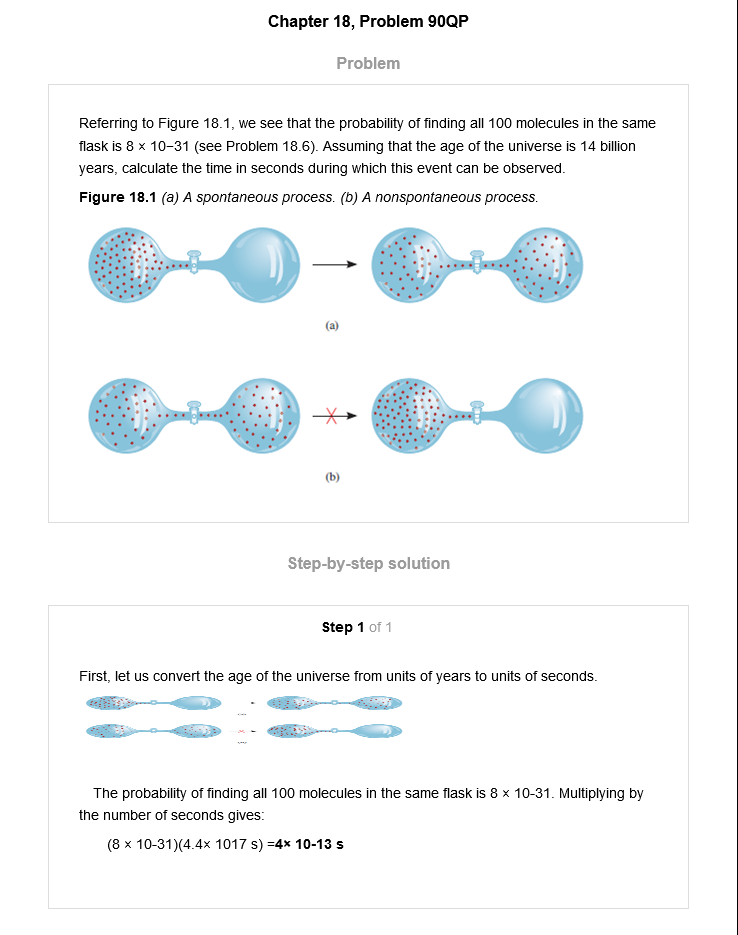 Chapter 18, Problem 90QP
Problem
Referring to Figure 18.1, we see that the probability of finding all 100 molecules in the same
flask is 8 × 10−31 (see Problem 18.6). Assuming that the age of the universe is 14 billion
years, calculate the time in seconds during which this event can be observed.
Figure 18.1 (a) A spontaneous process. (b) A nonspontaneous process.
(a)
(b)
Step-by-step solution
Step 1 of 1
First, let us convert the age of the universe from units of years to units of seconds.
The probability of finding all 100 molecules in the same flask is 8 × 10-31. Multiplying by
the number of seconds gives:
(8 × 10-31)(4.4× 1017 s) =4× 10-13 s